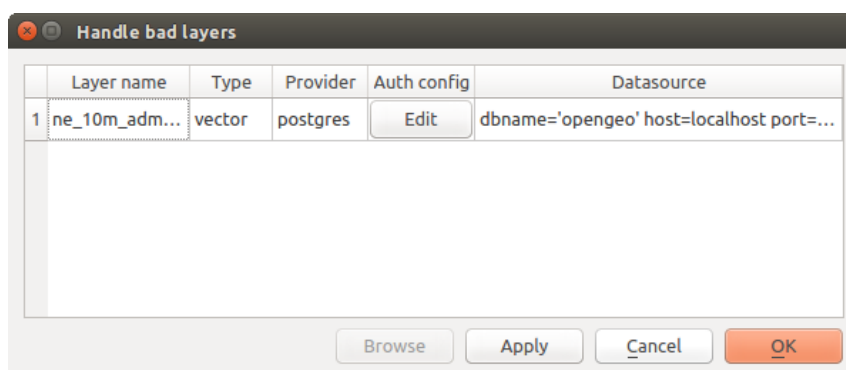 Handle bad layers
Layer name Type Provider Auth config Datasource
1 ne_10m_adm... vector postgres Edit dbname='opengeo' host=localhost port=...
Browse Apply Cancel OK